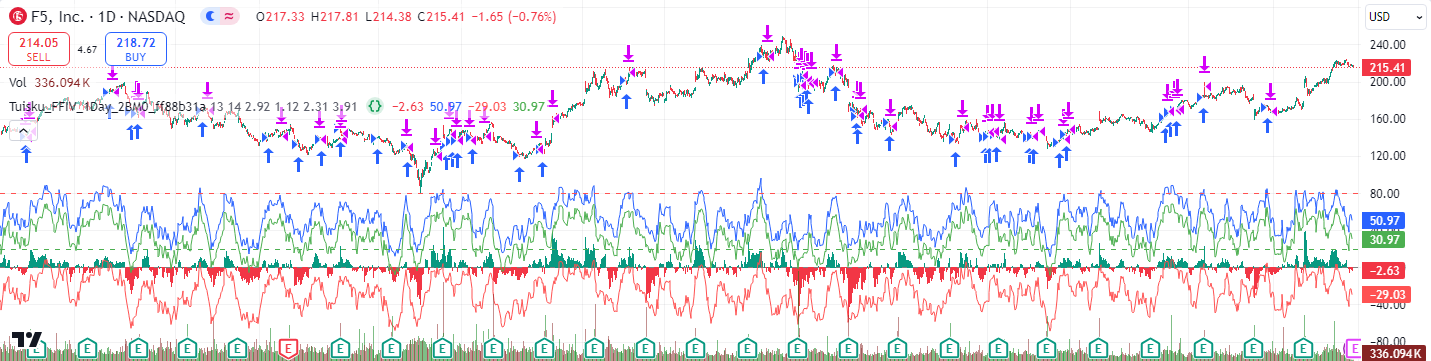 F5, Inc. · 1D · NASDAQ O217.33 H217.81 L214.38 C215.41 −1.65 (−0.76%)
USD
214.05
SELL
4.67
218.72
BUY
Vol 336.094K
Tuisku_FFIV_1Day_2BM0_ff88b31a 13 14 2.92 1.12 2.31 3.91 {} −2.63 50.97 −29.03 30.97
240.00
215.41
200.00
160.00
120.00
80.00
50.97
30.97
−2.63
−29.03
−40.00
−80.00
336.094K
E E E E E E E E E E E E E E E E E E E E E E E E E E E